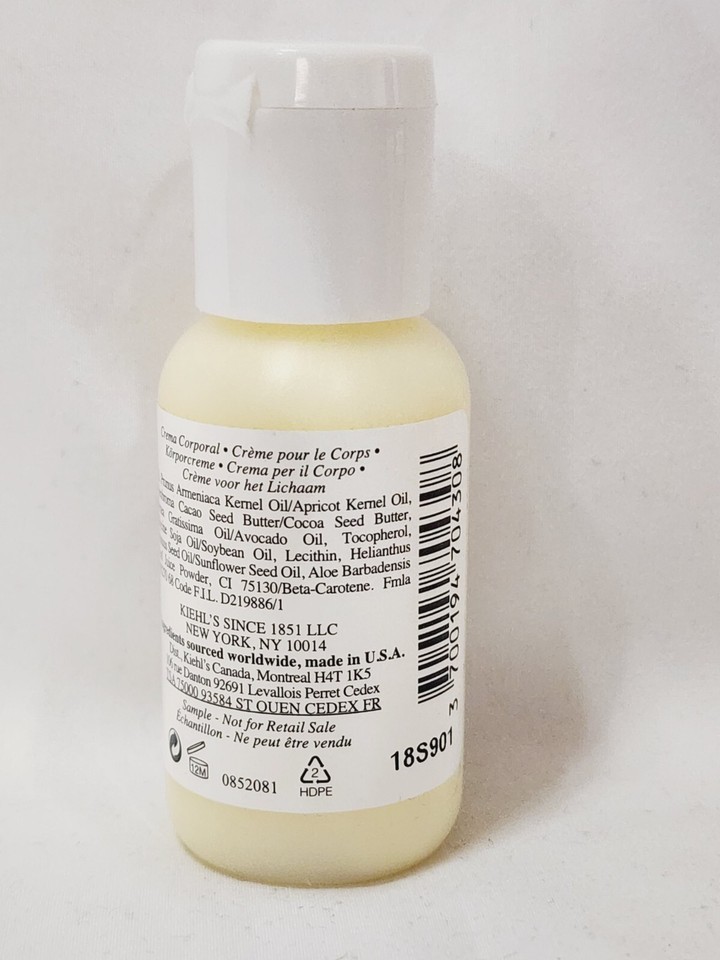 Crema Corporal • Crème pour le Corps •
Körpercreme • Crema per il Corpo •
Crème voor het Lichaam
Armeniaca Kernel Oil/Apricot Kernel Oil,
Cacao Seed Butter/Cocoa Seed Butter,
Gratissima Oil/Avocado Oil, Tocopherol,
Soja Oil/Soybean Oil, Lecithin, Helianthus
Seed Oil/Sunflower Seed Oil, Aloe Barbadensis
Powder, CI 75130/Beta-Carotene. Fmla
68 Code F.I.L. D219886/1
KIEHL'S SINCE 1851 LLC
NEW YORK, NY 10014
sourced worldwide, made in U.S.A.
Dist. Kiehl's Canada, Montreal H4T 1K5
rue Danton 92691 Levallois Perret Cedex
75000 93584 ST OUEN CEDEX FR
Sample - Not for Retail Sale
Échantillon - Ne peut être vendu
12M
0852081
2
HDPE
18S901
3 700194 704308